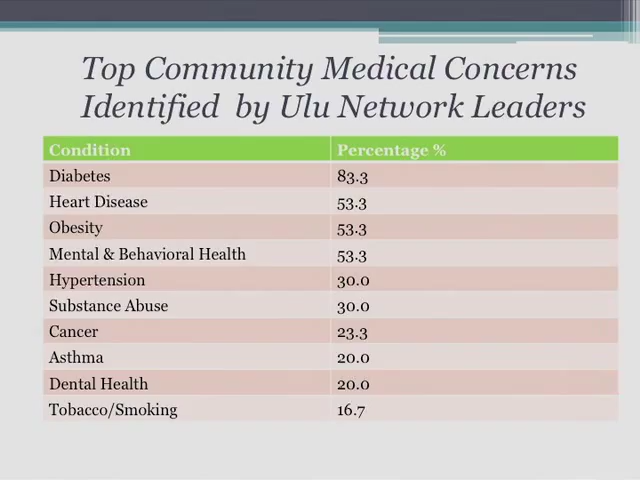 Top Community Medical Concerns
Identified by Ulu Network Leaders
Condition Percentage %
Diabetes 83.3
Heart Disease 53.3
Obesity 53.3
Mental & Behavioral Health 53.3
Hypertension 30.0
Substance Abuse 30.0
Cancer 23.3
Asthma 20.0
Dental Health 20.0
Tobacco/Smoking 16.7